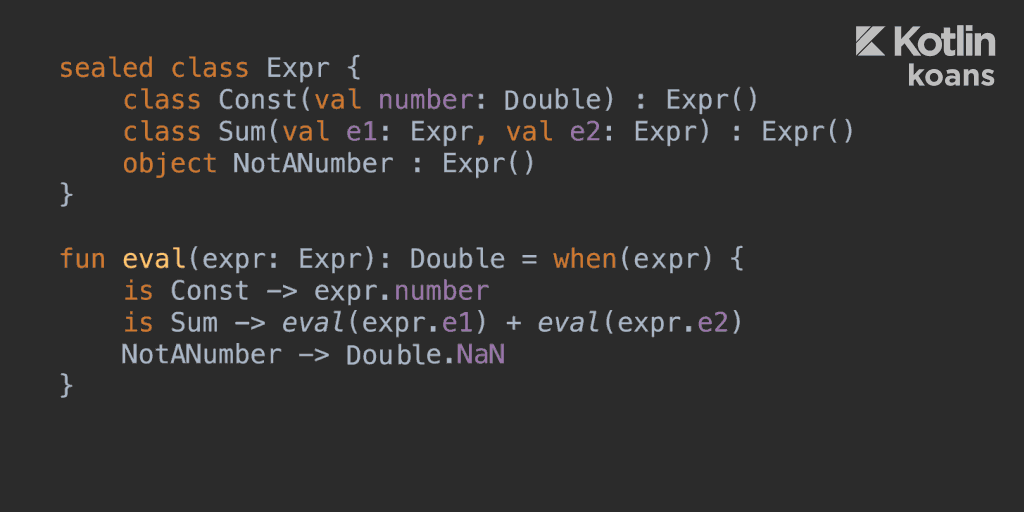 Kotlin
koans
sealed class Expr {
    class Const(val number: Double) : Expr()
    class Sum(val e1: Expr, val e2: Expr) : Expr()
    object NotANumber : Expr()
}
fun eval(expr: Expr): Double = when(expr) {
    is Const -> expr.number
    is Sum -> eval(expr.e1) + eval(expr.e2)
    NotANumber -> Double.NaN
}